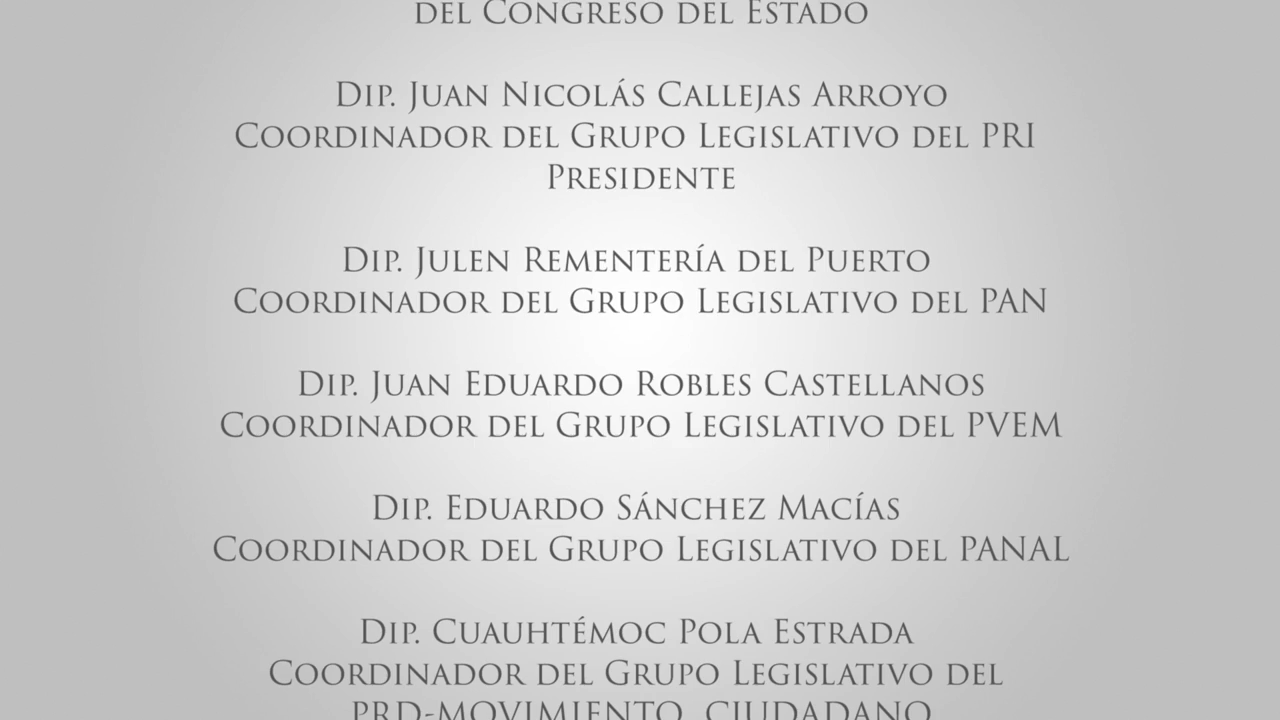 del Congreso del Estado
Dip. Juan Nicolás Callejas Arroyo
Coordinador del Grupo Legislativo del PRI
Presidente
Dip. Julen Rementería del Puerto
Coordinador del Grupo Legislativo del PAN
Dip. Juan Eduardo Robles Castellanos
Coordinador del Grupo Legislativo del PVEM
Dip. Eduardo Sánchez Macías
Coordinador del Grupo Legislativo del PANAL
Dip. Cuauhtémoc Pola Estrada
Coordinador del Grupo Legislativo del
PRD-MOVIMIENTO CIUDADANO